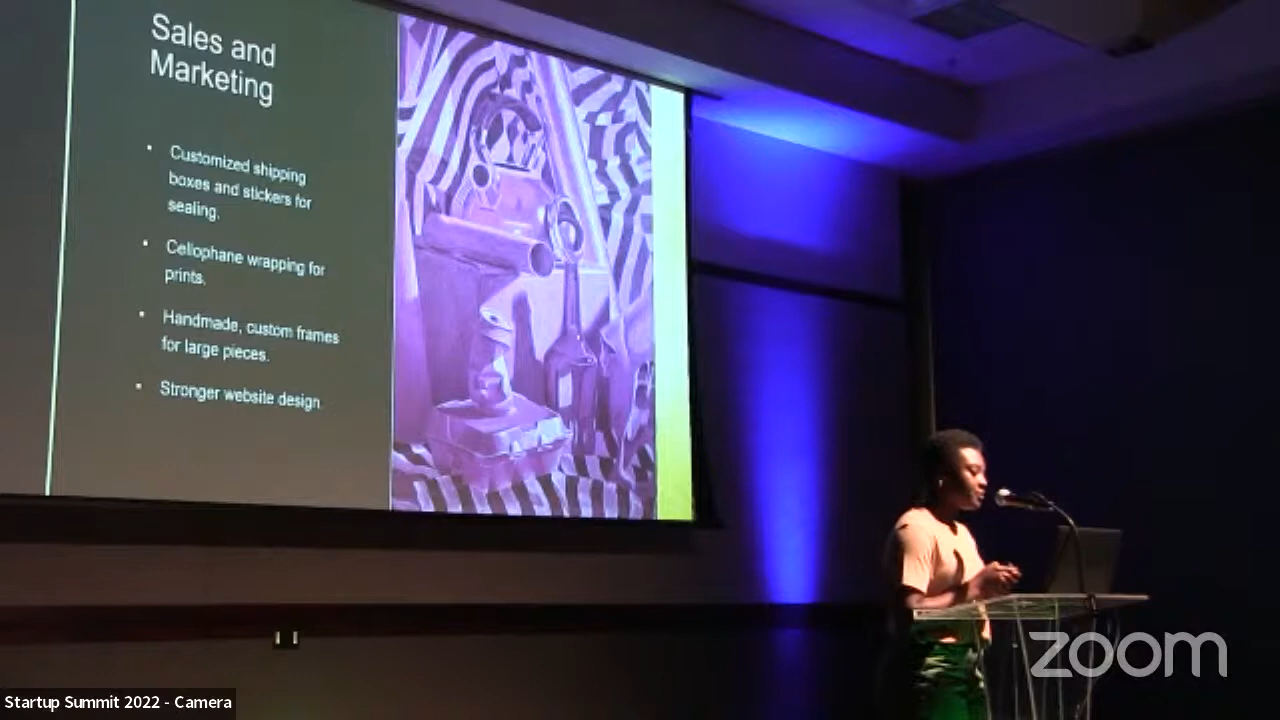 Sales and
Marketing
▪ Customized shipping
boxes and stickers for
sealing.
▪ Cellophane wrapping for
prints.
▪ Handmade, custom frames
for large pieces.
▪ Stronger website design
zoom
Startup Summit 2022 - Camera